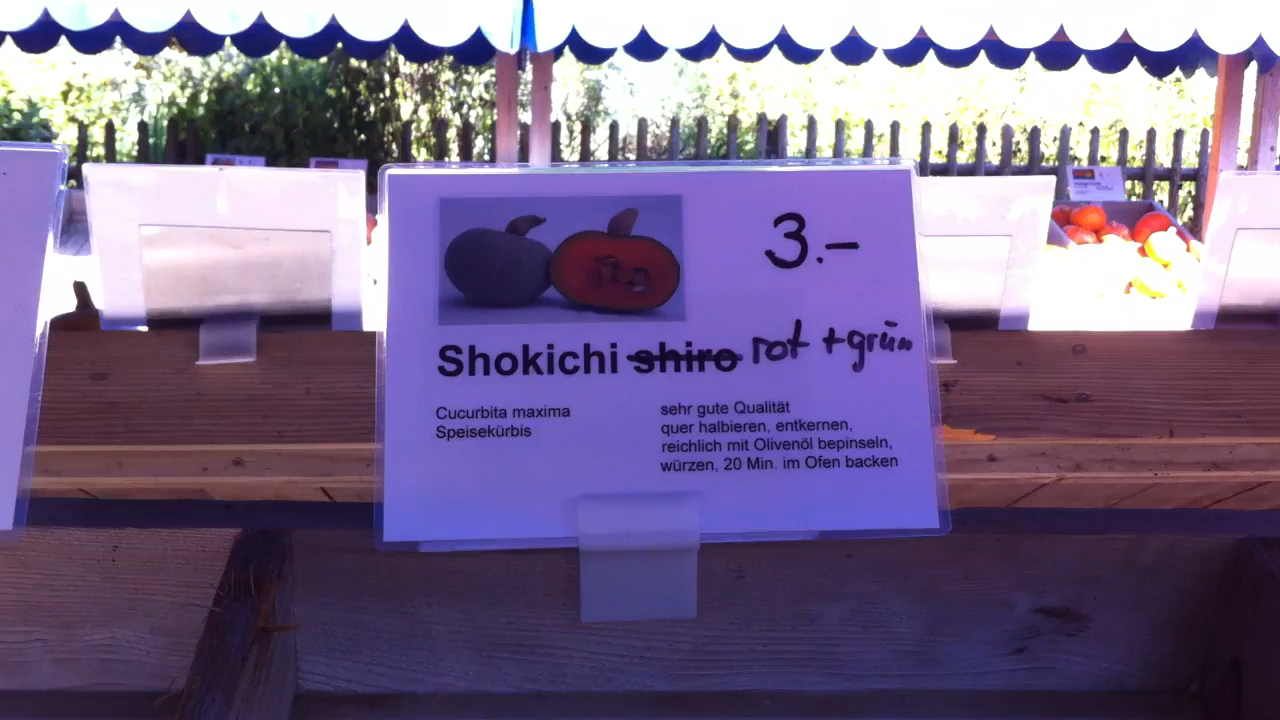 3.-
Shokichi shiro rot + grün
Cucurbita maxima
Speisekürbis
sehr gute Qualität
quer halbieren, entkernen,
reichlich mit Olivenöl bepinseln,
würzen, 20 Min. im Ofen backen